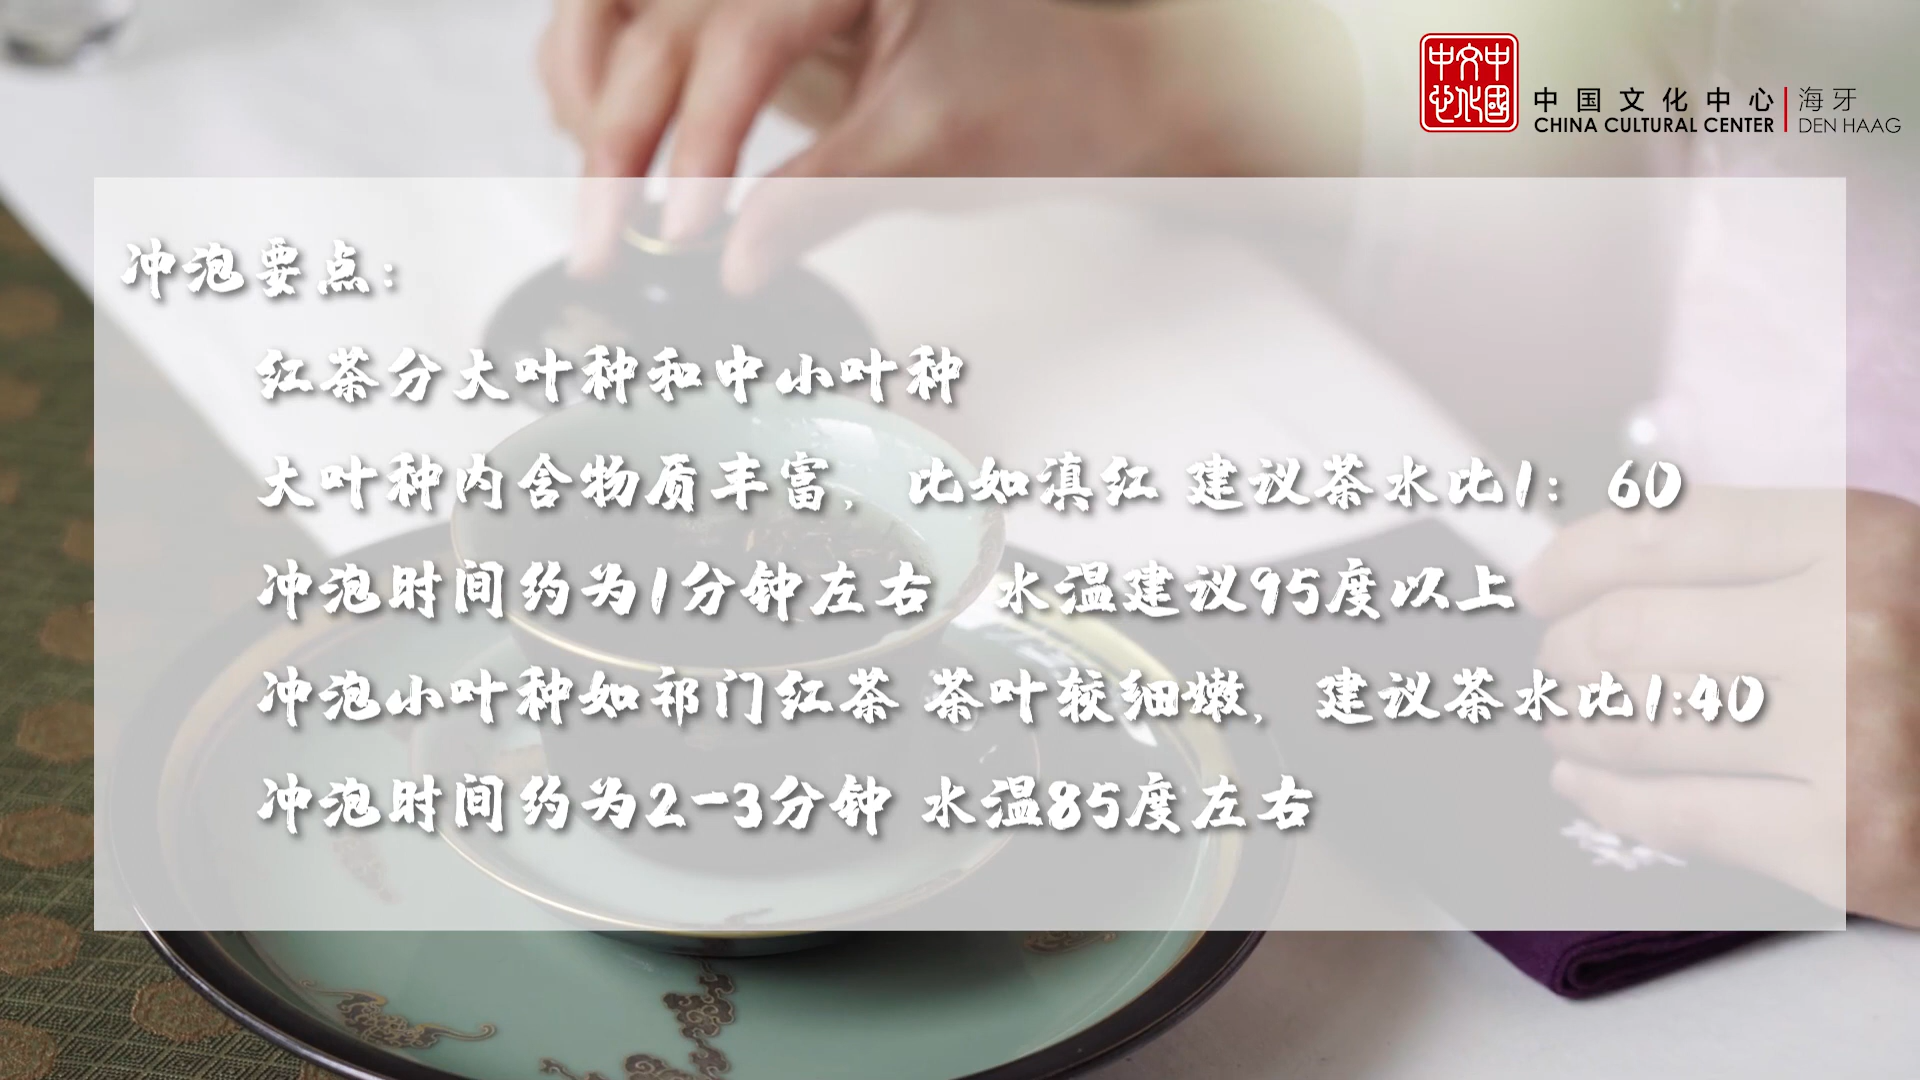 中国文化中心
海牙
CHINA CULTURAL CENTER
DEN HAAG
冲泡要点：
红茶分大叶种和中小叶种
大叶种内含物质丰富，比如滇红 建议茶水比1：60
冲泡时间约为1分钟左右 水温建议95度以上
冲泡小叶种如祁门红茶 茶叶较细嫩，建议茶水比1:40
冲泡时间约为2-3分钟 水温85度左右